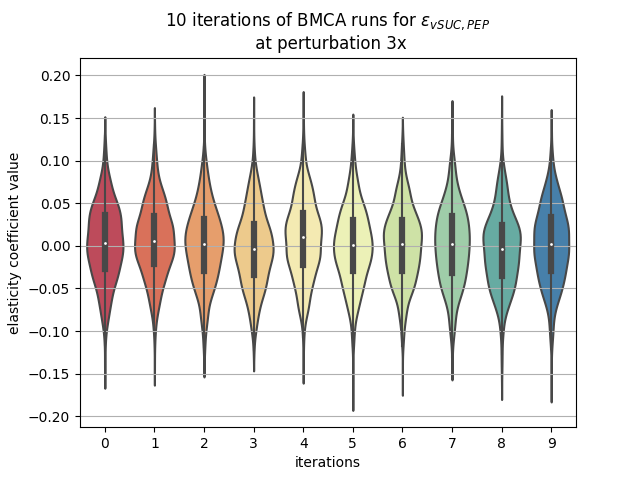 10 iterations of BMCA runs for ε_{vSUC, PEP}
at perturbation 3x
elasticity coefficient value
0.20
0.15
0.10
0.05
0.00
−0.05
−0.10
−0.15
−0.20
0 1 2 3 4 5 6 7 8 9
iterations